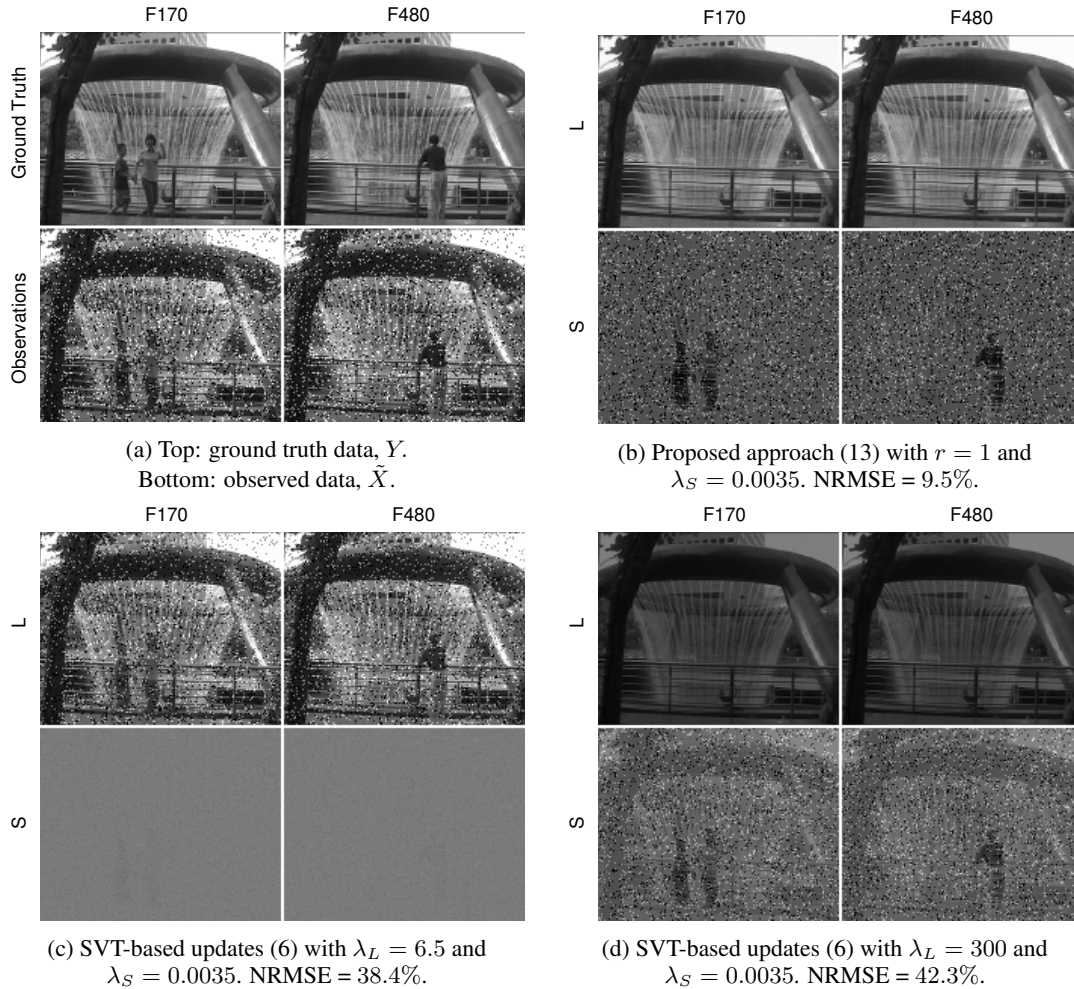 F170 F480
Ground Truth
Observations
(a) Top: ground truth data, Y.
Bottom: observed data, X̃.
F170 F480
L
S
(b) Proposed approach (13) with r = 1 and
λ_S = 0.0035. NRMSE = 9.5%.
F170 F480
L
S
(c) SVT-based updates (6) with λ_L = 6.5 and
λ_S = 0.0035. NRMSE = 38.4%.
F170 F480
L
S
(d) SVT-based updates (6) with λ_L = 300 and
λ_S = 0.0035. NRMSE = 42.3%.